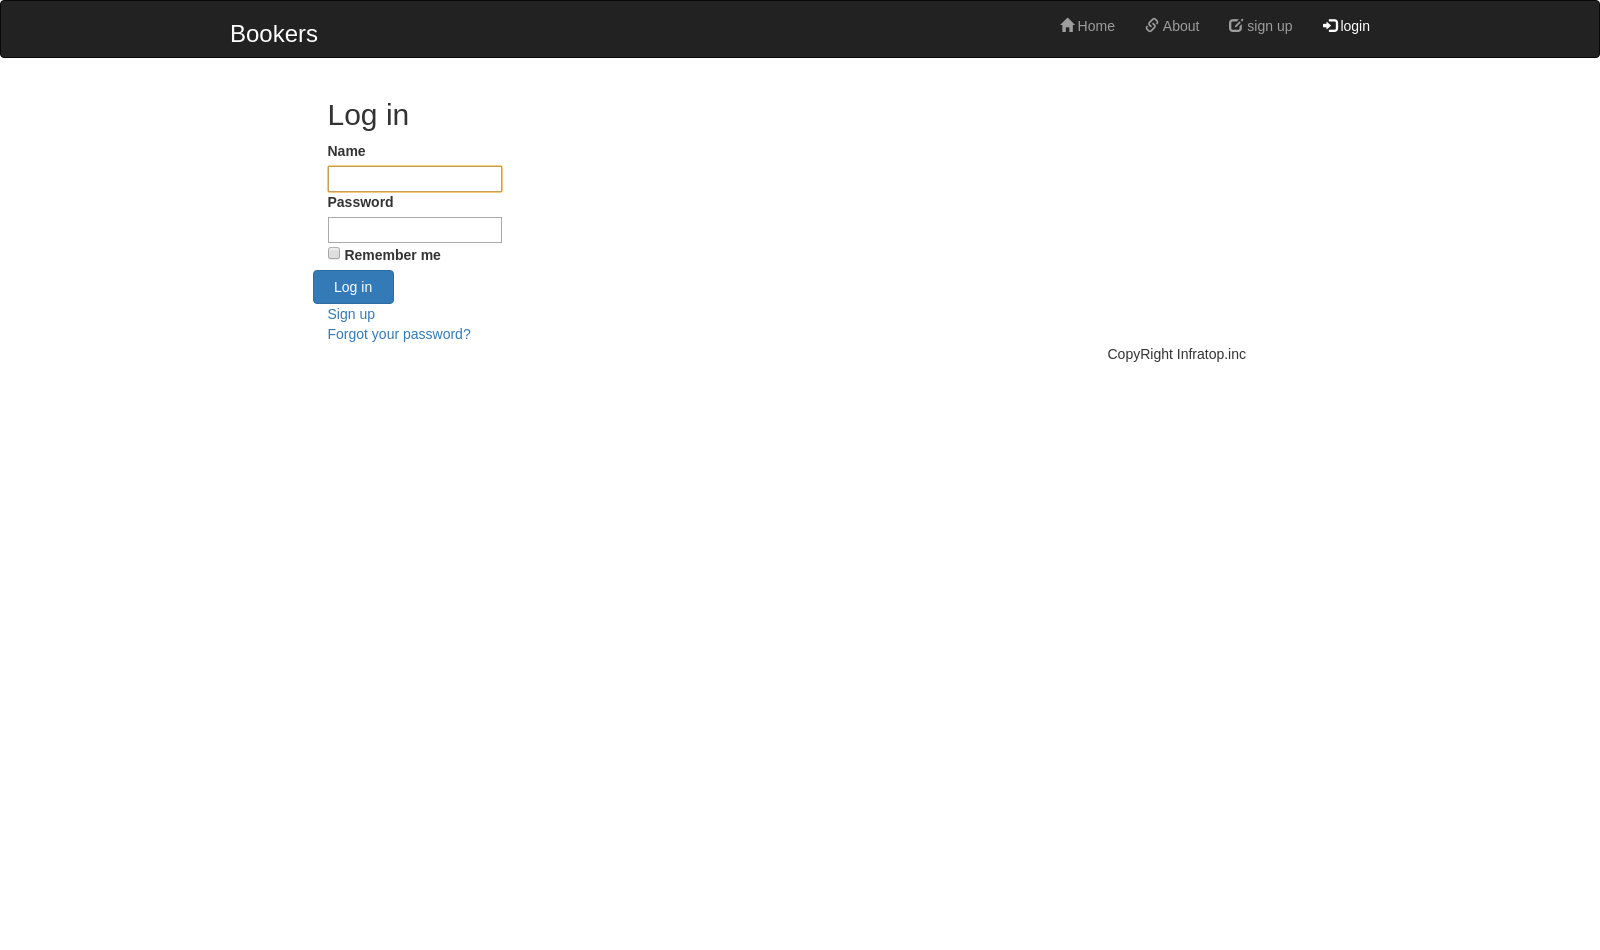 Bookers
Home About sign up login
Log in
Name
Password
Remember me
Log in
Sign up
Forgot your password?
CopyRight Infratop.inc